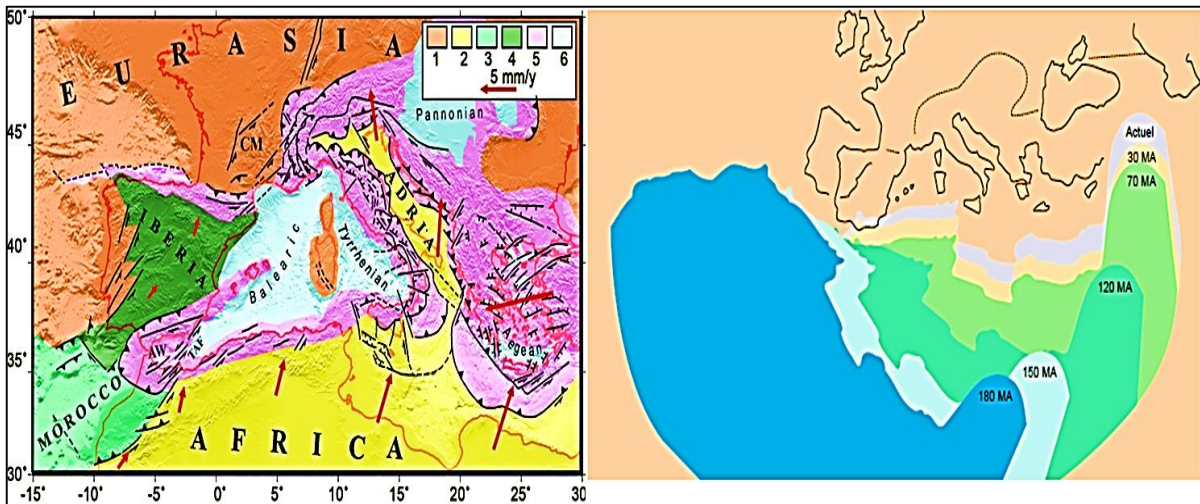 50°
45°
40°
35°
30°
-15°
-10°
-5°
0°
5°
10°
15°
20°
25°
30
EURASIA
1 2 3 4 5 6
5 mm/y
Pannonian
CM
ADRIA
IBERIA
Balearic
Tyrrhenian
Aegean
AW
TAF
MOROCCO
AFRICA
Actuel
30 MA
70 MA
120 MA
150 MA
180 MA